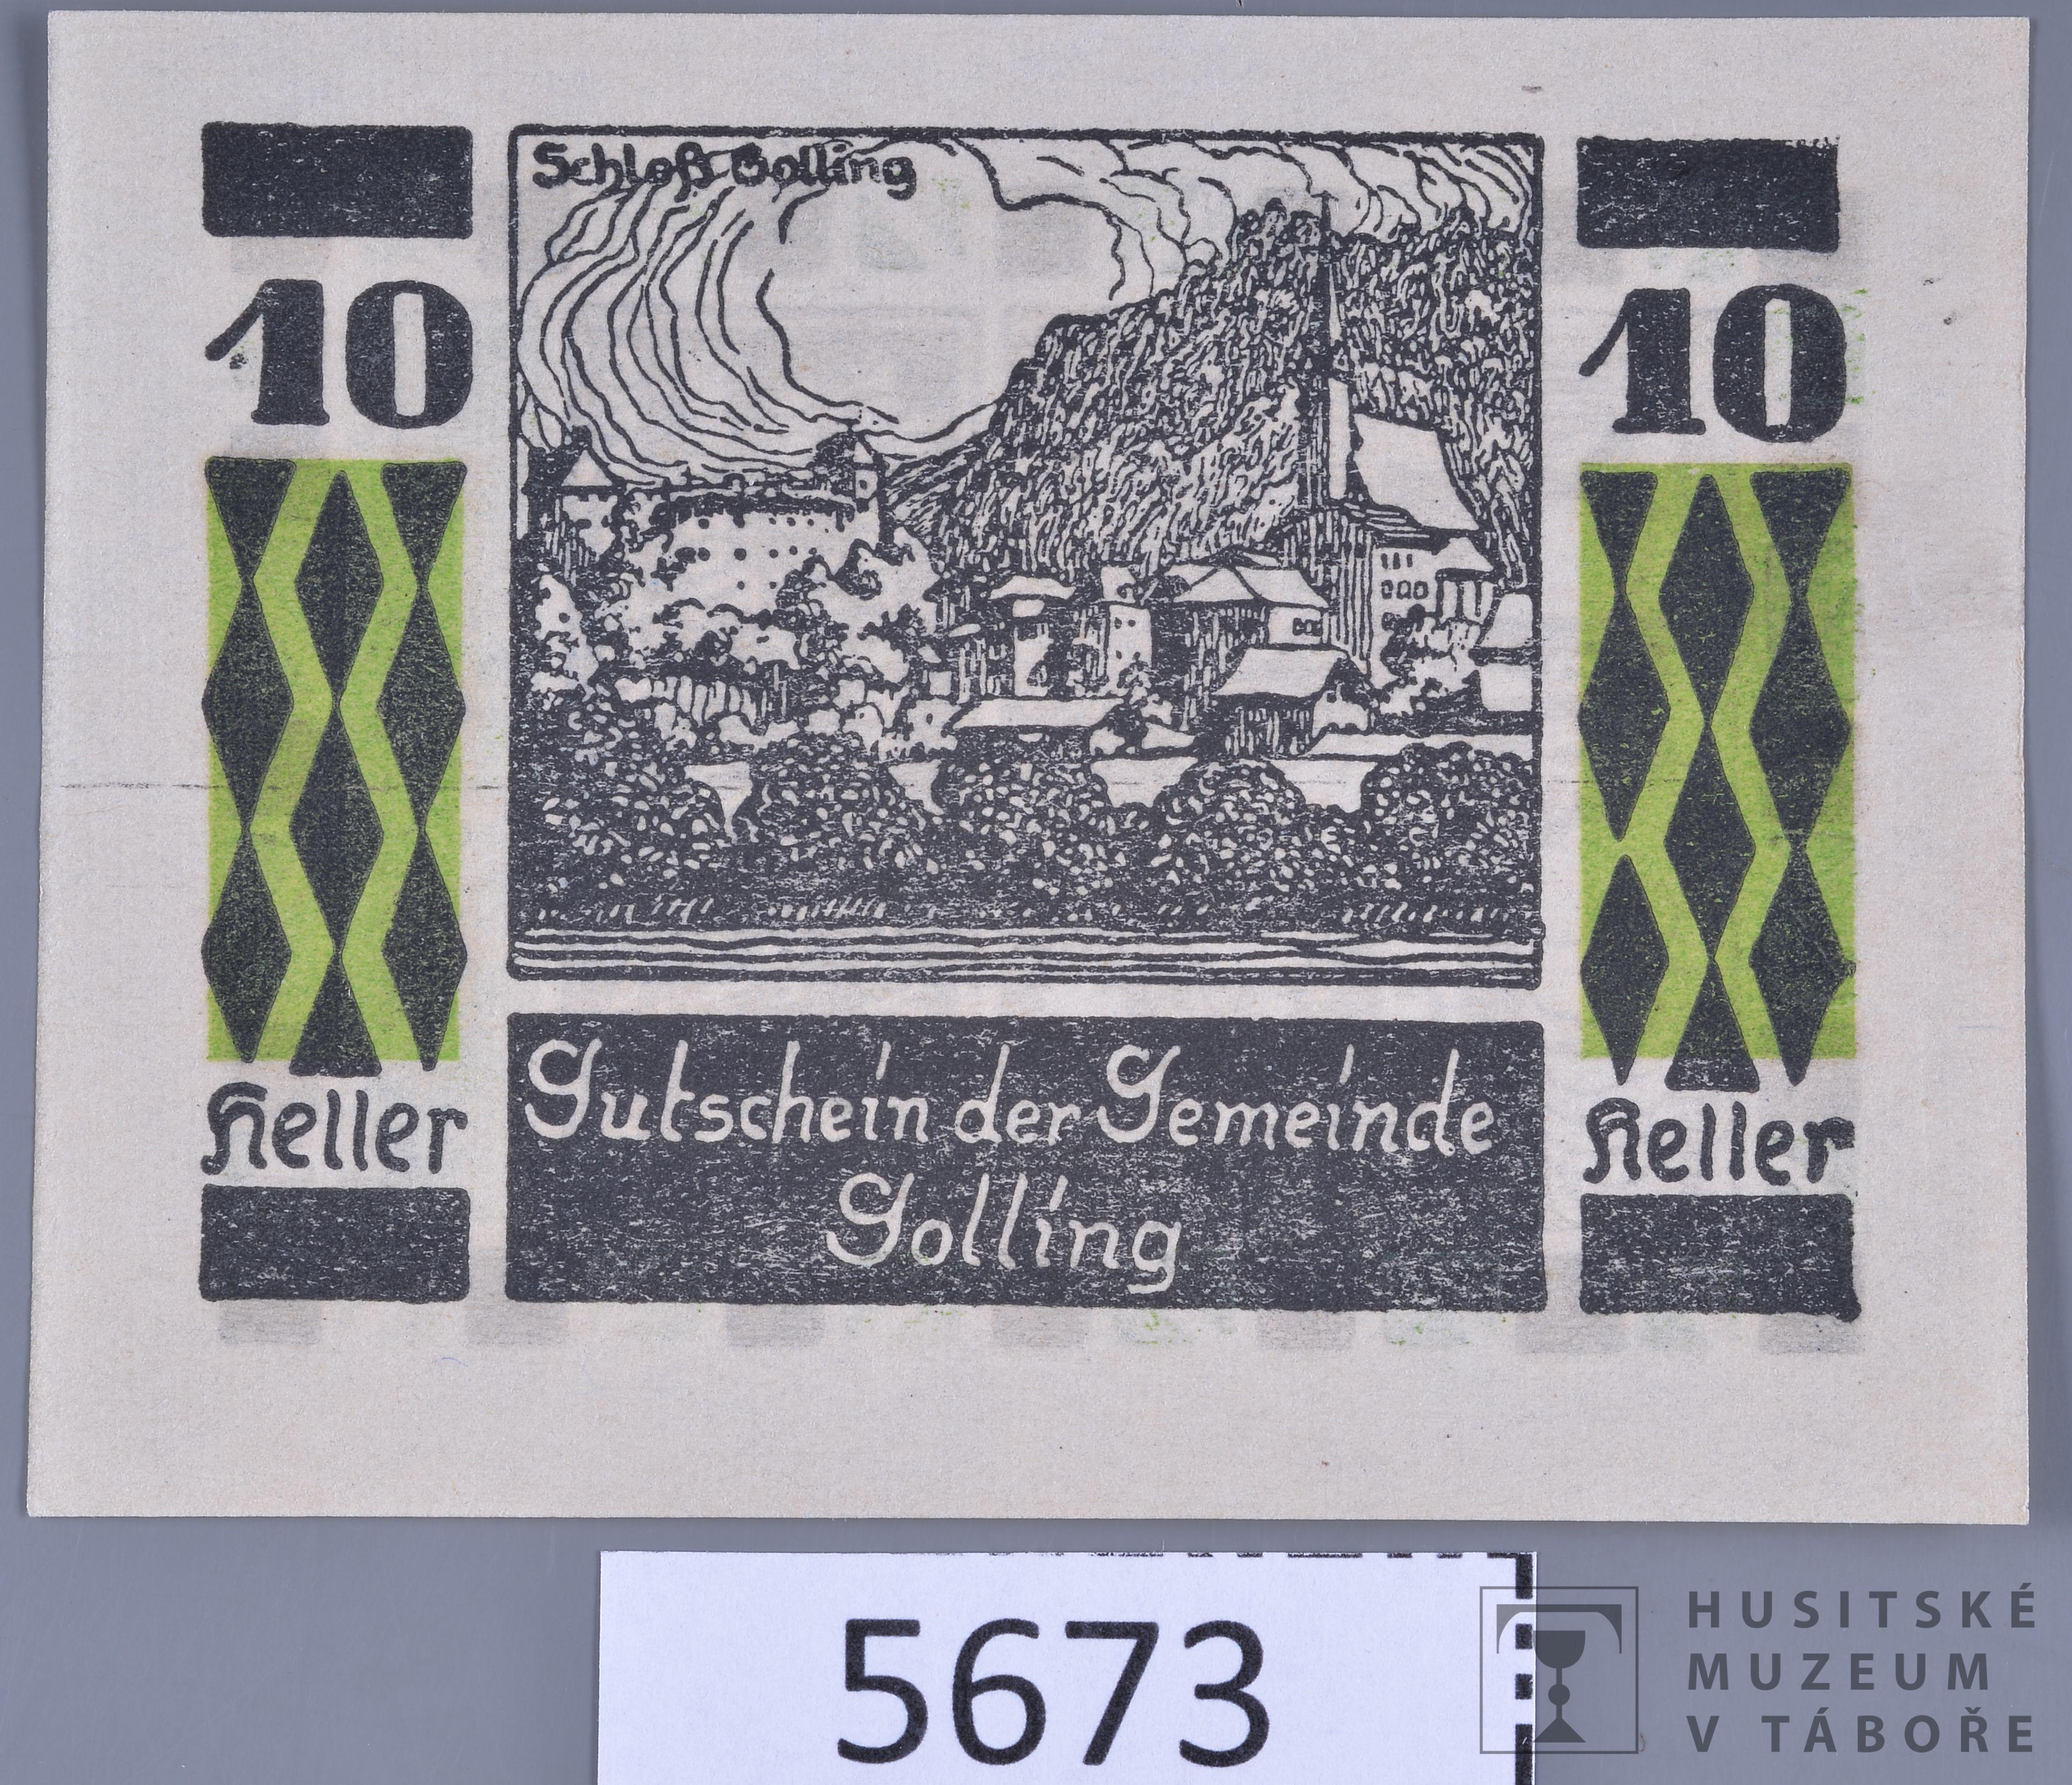 Schloß Golling
10
10
Heller
Heller
Gutschein der Gemeinde
Golling
5673
HUSITSKÉ
MUZEUM
V TÁBOŘE